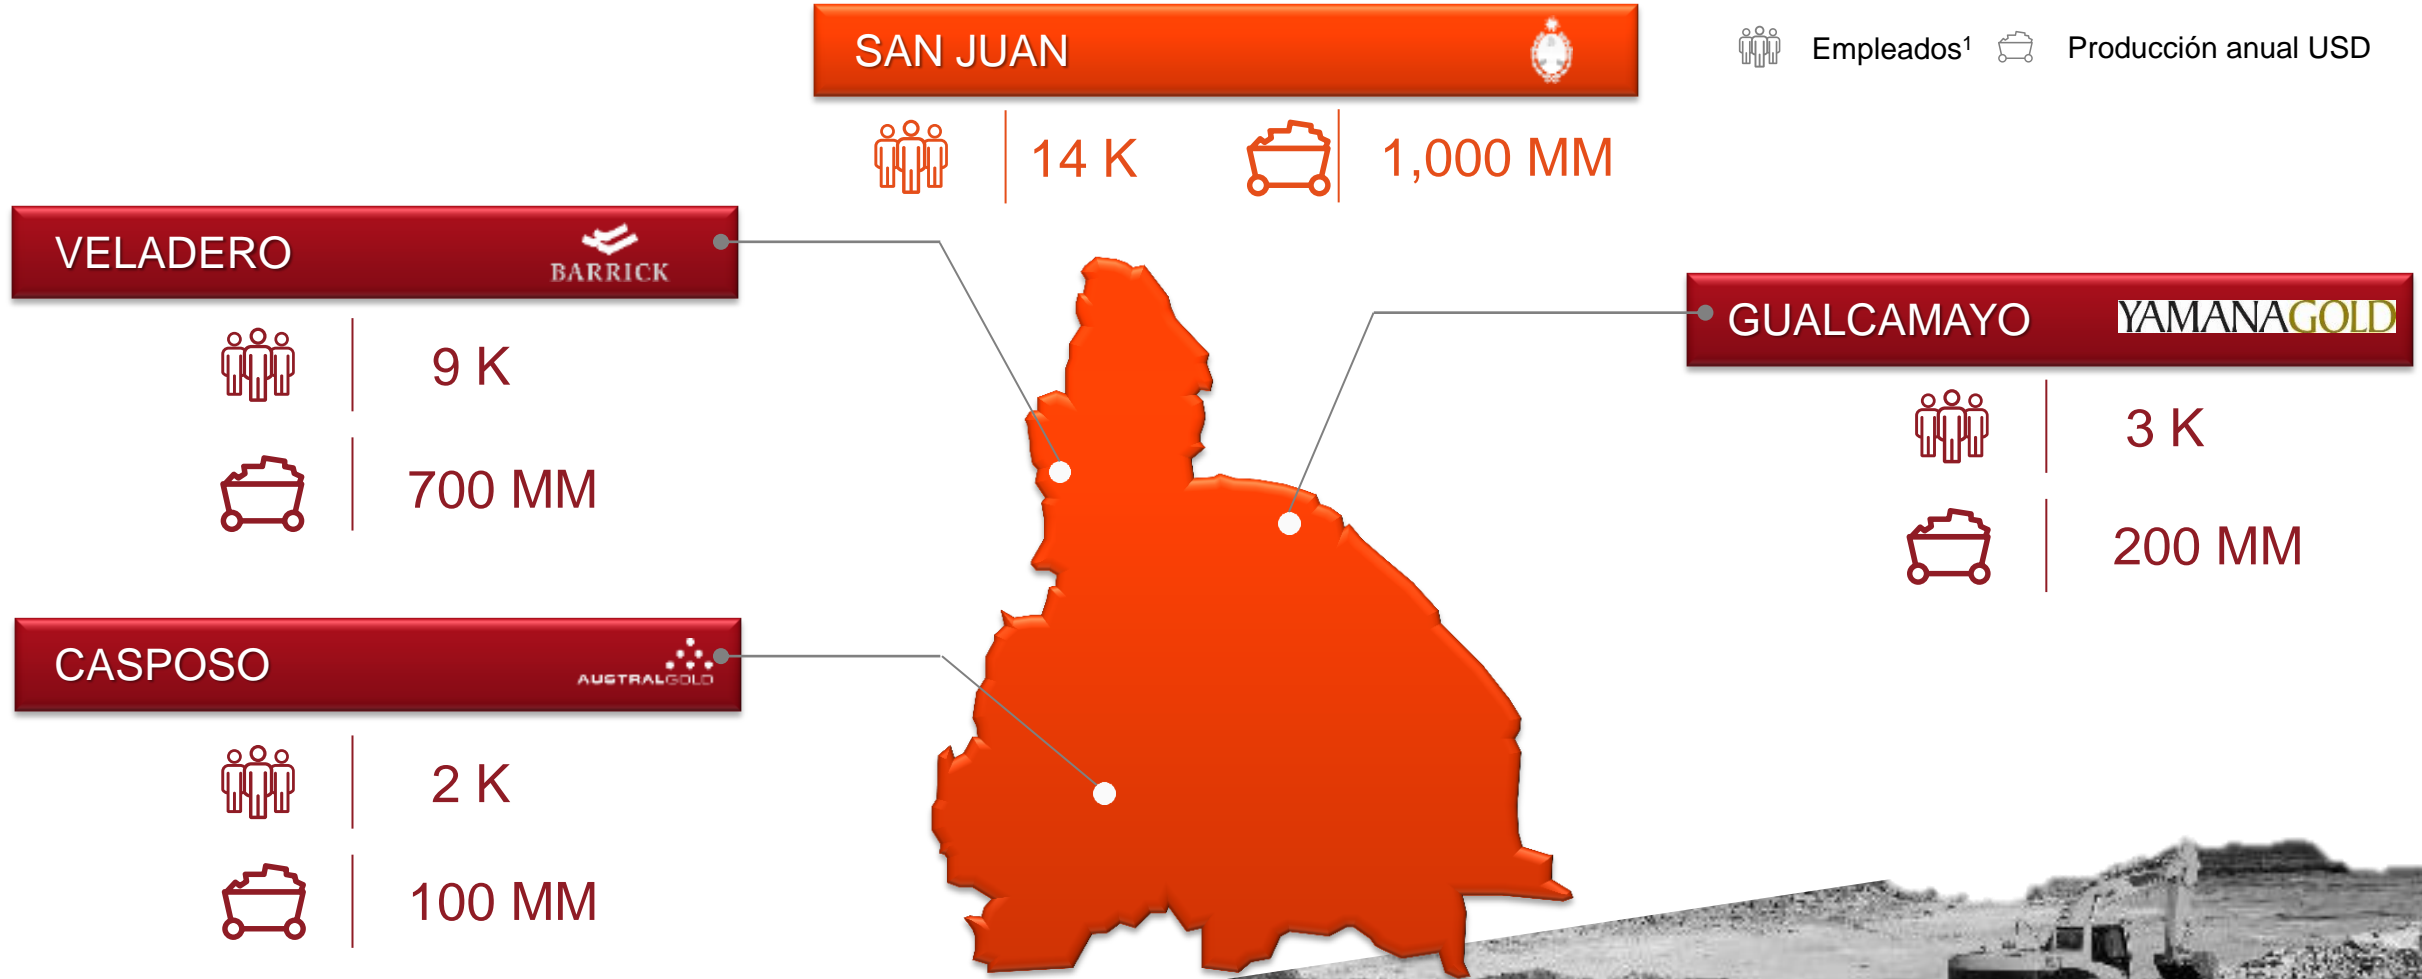 SAN JUAN
Empleados¹
Producción anual USD
14 K
1,000 MM
VELADERO
BARRICK
9 K
700 MM
GUALCAMAYO
YAMANAGOLD
3 K
200 MM
CASPOSO
AUSTRALGOLD
2 K
100 MM